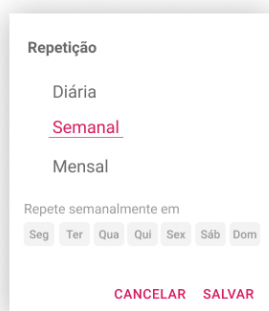 Repetição
Diária
Semanal
Mensal
Repete semanalmente em
Seg Ter Qua Qui Sex Sáb Dom
CANCELAR SALVAR